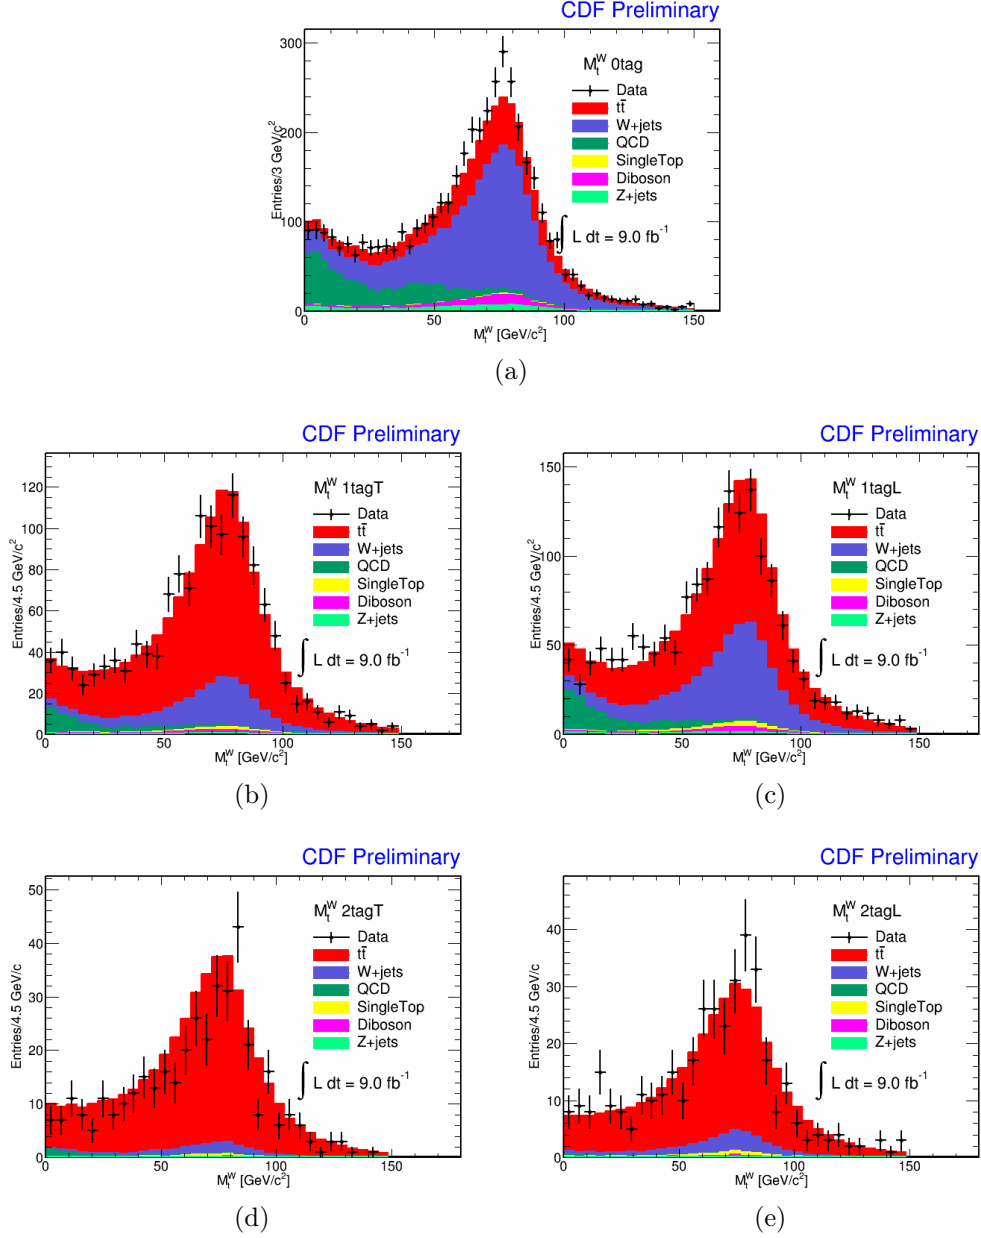 CDF Preliminary
300
200
100
0
Entries/3 GeV/c²
M_t^W 0tag
Data
tt̄
W+jets
QCD
SingleTop
Diboson
Z+jets
∫ L dt = 9.0 fb⁻¹
0 50 100 150
M_t^W [GeV/c²]
(a)
CDF Preliminary
120
100
80
60
40
20
0
Entries/4.5 GeV/c²
M_t^W 1tagT
Data
tt̄
W+jets
QCD
SingleTop
Diboson
Z+jets
∫ L dt = 9.0 fb⁻¹
0 50 100 150
M_t^W [GeV/c²]
(b)
CDF Preliminary
150
100
50
0
Entries/4.5 GeV/c²
M_t^W 1tagL
Data
tt̄
W+jets
QCD
SingleTop
Diboson
Z+jets
∫ L dt = 9.0 fb⁻¹
0 50 100 150
M_t^W [GeV/c²]
(c)
CDF Preliminary
50
40
30
20
10
0
Entries/4.5 GeV/c
M_t^W 2tagT
Data
tt̄
W+jets
QCD
SingleTop
Diboson
Z+jets
∫ L dt = 9.0 fb⁻¹
0 50 100 150
M_t^W [GeV/c²]
(d)
CDF Preliminary
40
30
20
10
0
Entries/4.5 GeV/c
M_t^W 2tagL
Data
tt̄
W+jets
QCD
SingleTop
Diboson
Z+jets
∫ L dt = 9.0 fb⁻¹
0 50 100 150
M_t^W [GeV/c²]
(e)